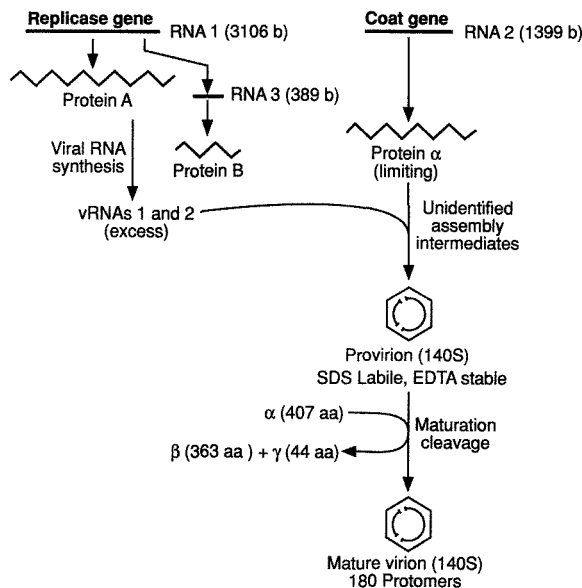 Replicase gene
RNA 1 (3106 b)
Coat gene
RNA 2 (1399 b)
Protein A
RNA 3 (389 b)
Protein B
Protein α
(limiting)
Viral RNA
synthesis
vRNAs 1 and 2
(excess)
Unidentified
assembly
intermediates
Provirion (140S)
SDS Labile, EDTA stable
α (407 aa)
Maturation
cleavage
β (363 aa ) + γ (44 aa)
Mature virion (140S)
180 Protomers